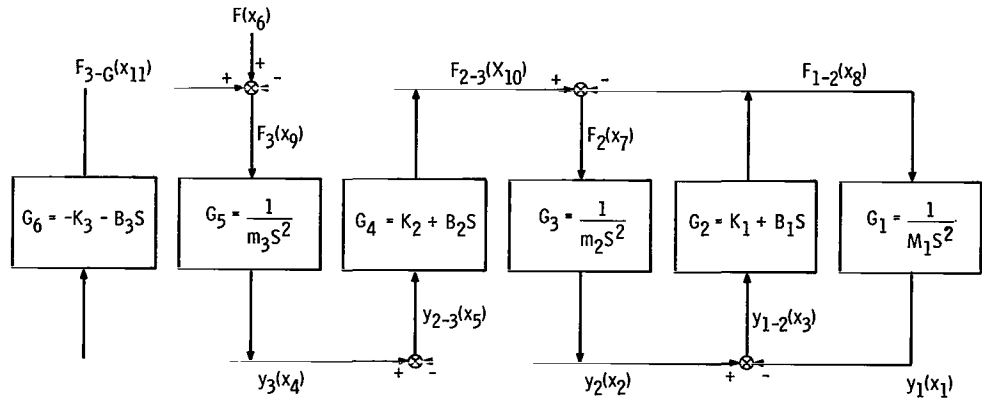 F(x₆)
F₃₋G(x₁₁)
+
+
-
F₂₋₃(X₁₀)
+
-
F₁₋₂(x₈)
F₃(x₉)
F₂(x₇)
G₆ = -K₃ - B₃S
G₅ = 1/m₃S²
G₄ = K₂ + B₂S
G₃ = 1/m₂S²
G₂ = K₁ + B₁S
G₁ = 1/M₁S²
y₂₋₃(x₅)
y₁₋₂(x₃)
y₃(x₄)
+
-
y₂(x₂)
+
-
y₁(x₁)